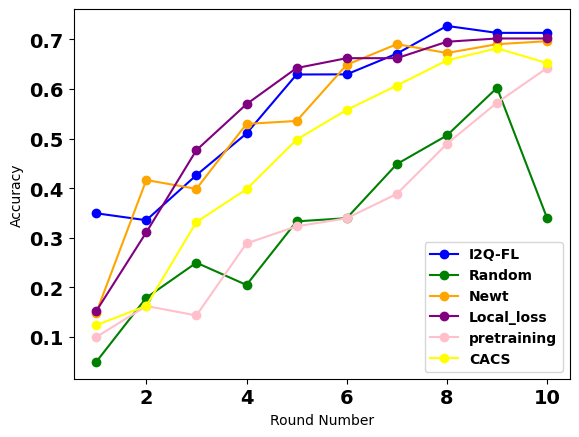 0.7
0.6
0.5
0.4
0.3
0.2
0.1
Accuracy
2 4 6 8 10
Round Number
I2Q-FL
Random
Newt
Local_loss
pretraining
CACS